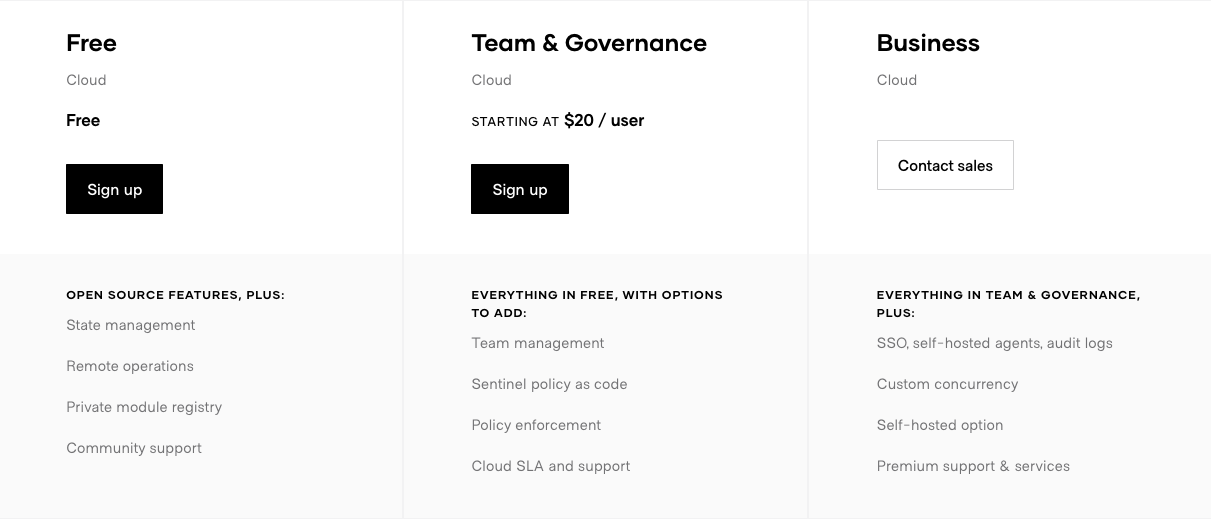 Free
Cloud
Free
Sign up
OPEN SOURCE FEATURES, PLUS:
State management
Remote operations
Private module registry
Community support
Team & Governance
Cloud
STARTING AT $20 / user
Sign up
EVERYTHING IN FREE, WITH OPTIONS
TO ADD:
Team management
Sentinel policy as code
Policy enforcement
Cloud SLA and support
Business
Cloud
Contact sales
EVERYTHING IN TEAM & GOVERNANCE,
PLUS:
SSO, self-hosted agents, audit logs
Custom concurrency
Self-hosted option
Premium support & services